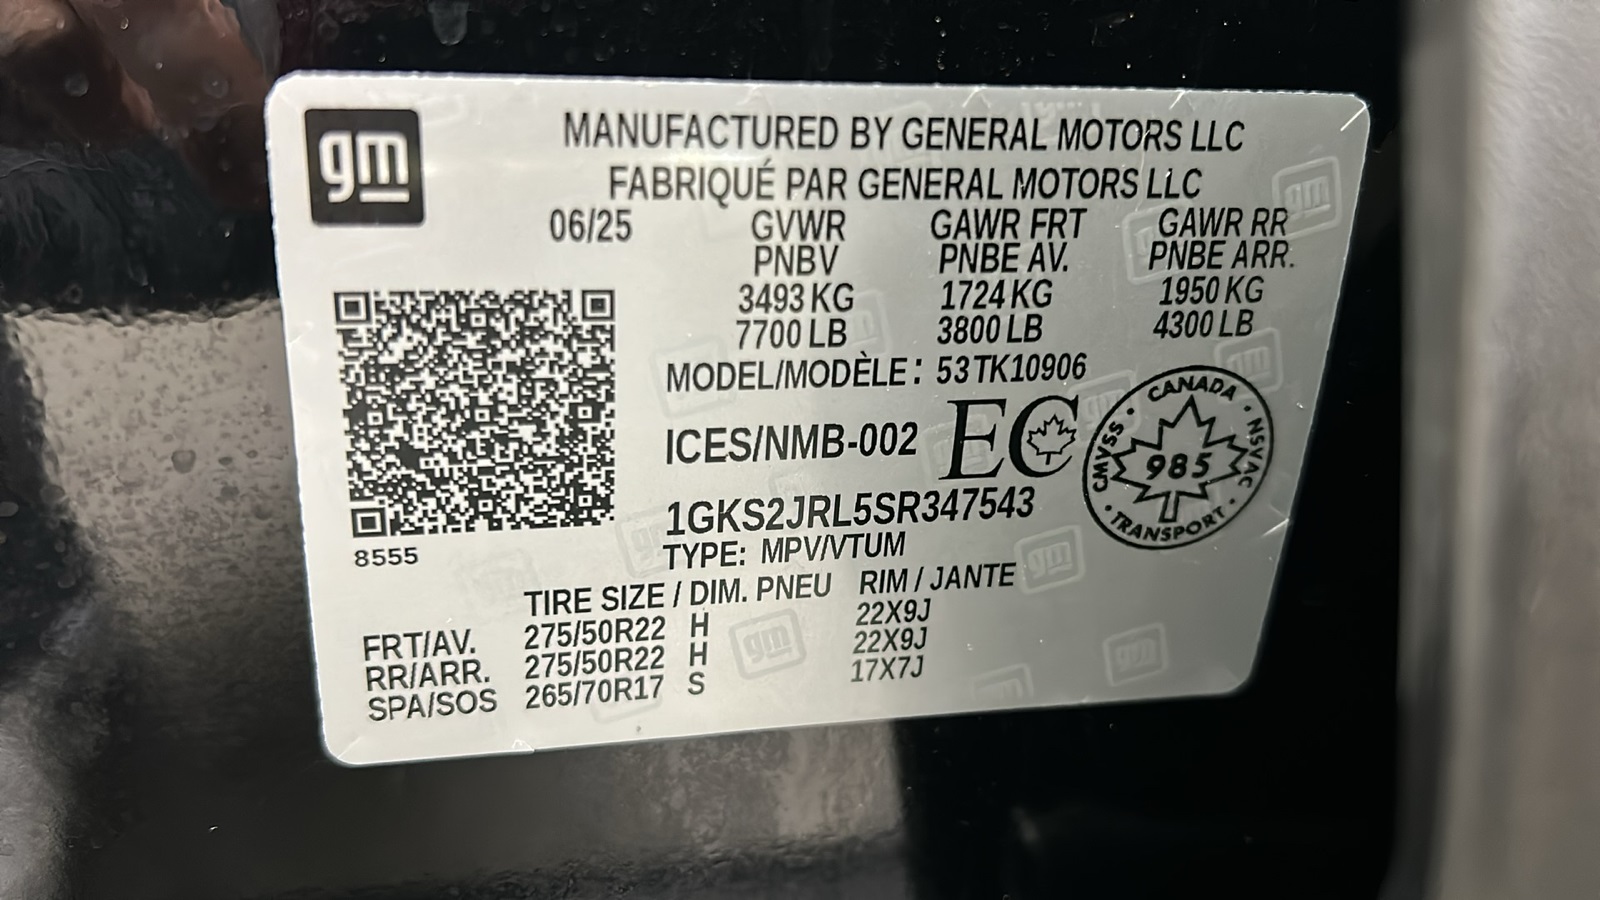 gm
MANUFACTURED BY GENERAL MOTORS LLC
FABRIQUÉ PAR GENERAL MOTORS LLC
06/25 GVWR GAWR FRT GAWR RR
PNBV PNBE AV. PNBE ARR.
3493 KG 1724 KG 1950 KG
7700 LB 3800 LB 4300 LB
MODEL/MODÈLE: 53TK10906
ICES/NMB-002 EC
CANADA
CMVSS 985 NSVAC
TRANSPORT
1GKS2JRL5SR347543
8555
TYPE: MPV/VTUM
TIRE SIZE / DIM. PNEU RIM / JANTE
FRT/AV. 275/50R22 H 22X9J
RR/ARR. 275/50R22 H 22X9J
SPA/SOS 265/70R17 S 17X7J